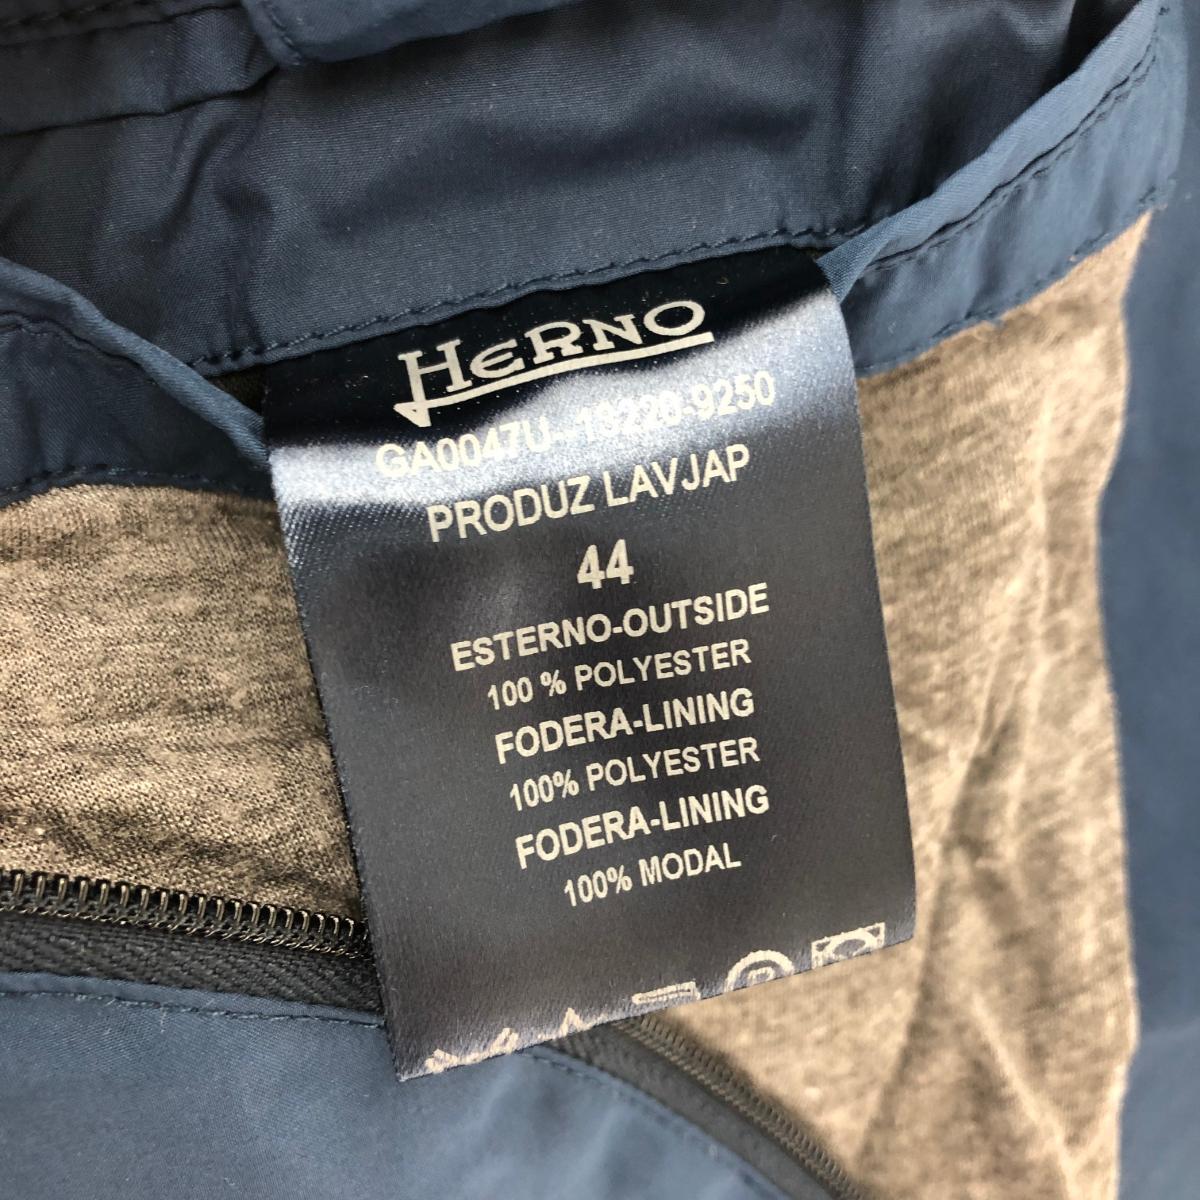 HERNO
GA0047U--19220-9250
PRODUZ LAVJAP
44
ESTERNO-OUTSIDE
100 % POLYESTER
FODERA-LINING
100% POLYESTER
FODERA-LINING
100% MODAL